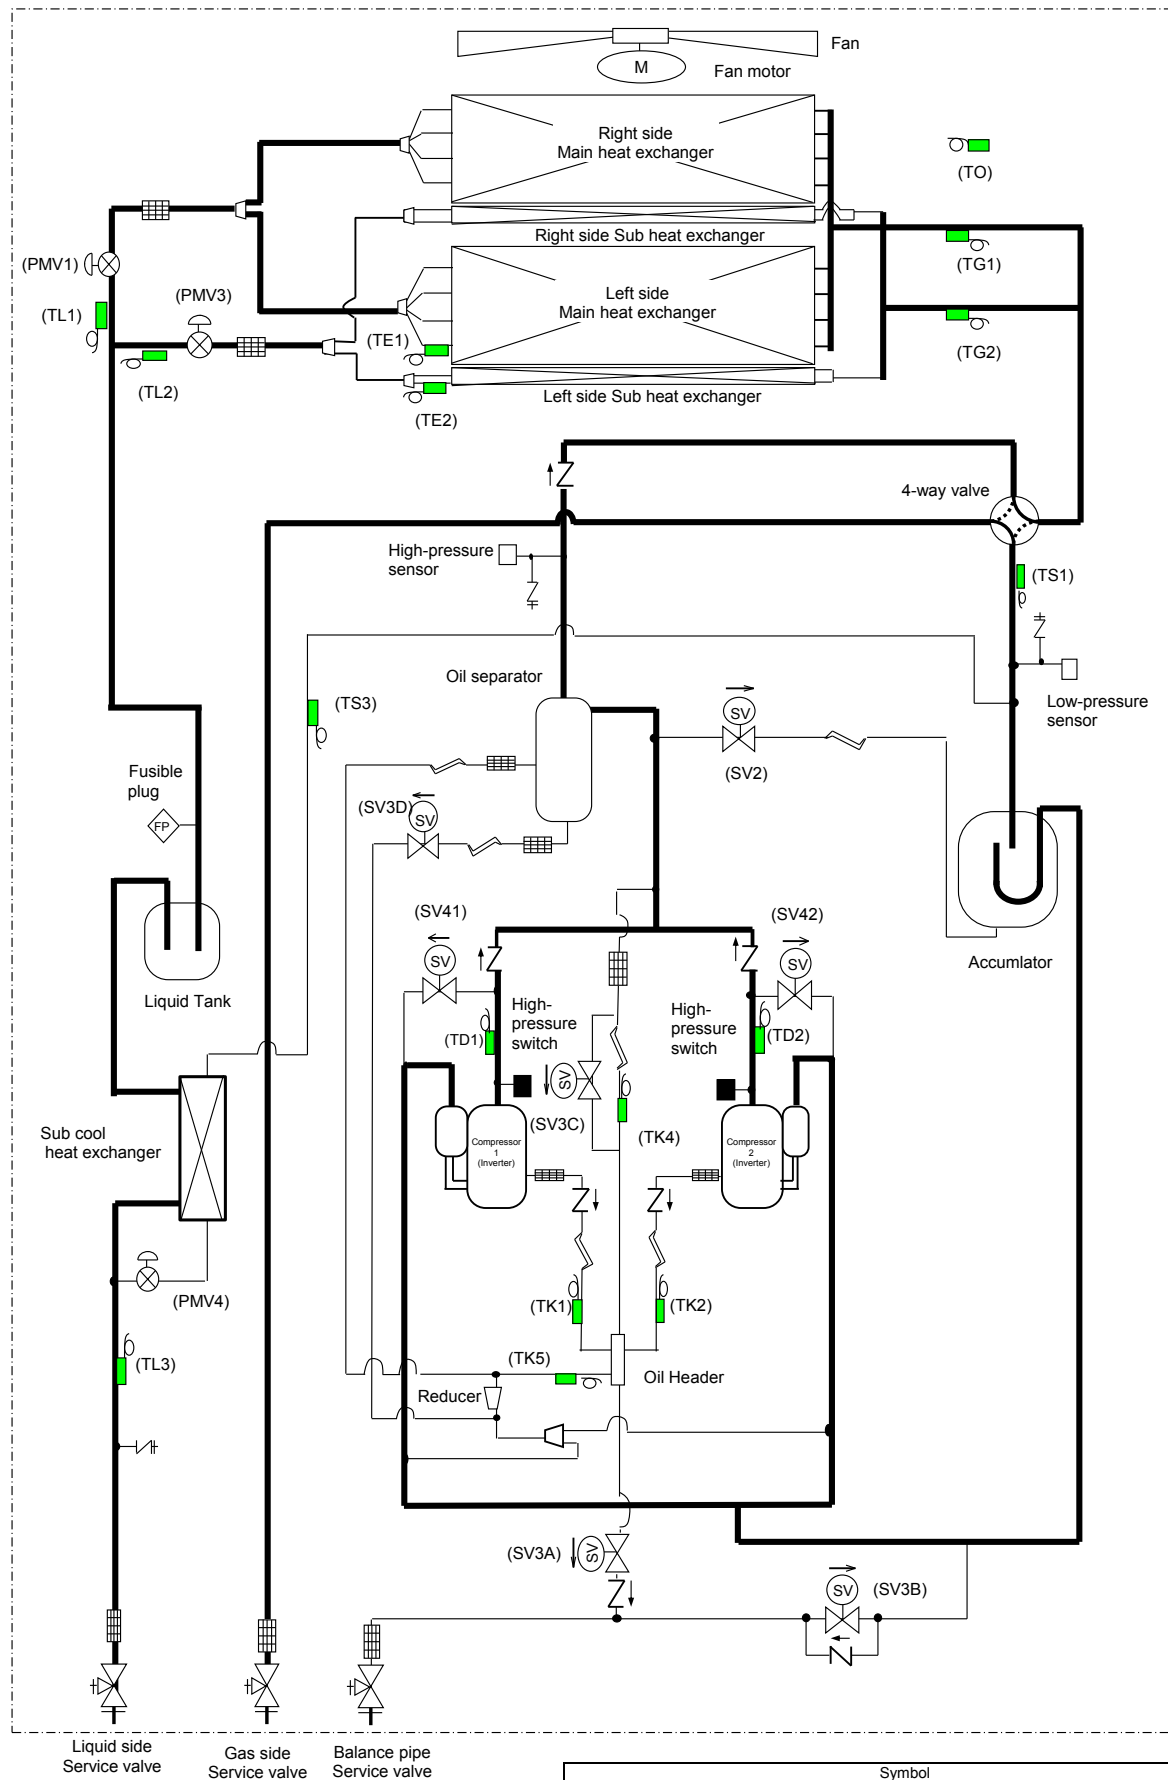 Fan
M
Fan motor
Right side
Main heat exchanger
(TO)
Right side Sub heat exchanger
(TG1)
(PMV1)
(PMV3)
Left side
Main heat exchanger
(TL1)
(TE1)
(TG2)
(TL2)
(TE2)
Left side Sub heat exchanger
4-way valve
High-pressure
sensor
(TS1)
Oil separator
(TS3)
SV
Low-pressure
sensor
(SV2)
Fusible
plug
(SV3D)
SV
FP
(SV41)
(SV42)
SV
SV
Accumlator
Liquid Tank
High-
pressure
switch
High-
pressure
switch
(TD1)
(TD2)
SV
(SV3C)
(TK4)
Sub cool
heat exchanger
Compressor
1
(Inverter)
Compressor
2
(Inverter)
(PMV4)
(TK1)
(TK2)
(TL3)
(TK5)
Oil Header
Reducer
(SV3A)
SV
SV
(SV3B)
Liquid side
Service valve
Gas side
Service valve
Balance pipe
Service valve
Symbol